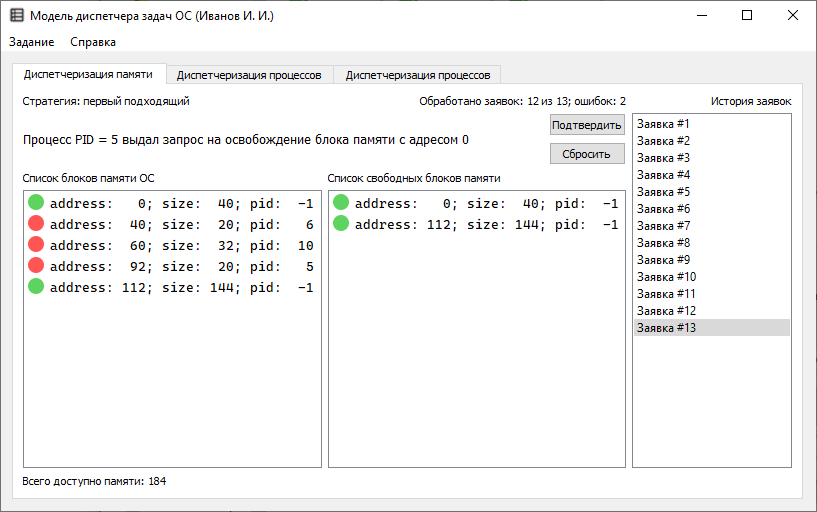 Модель диспетчера задач ОС (Иванов И. И.)
Задание Справка
Диспетчеризация памяти Диспетчеризация процессов Диспетчеризация процессов
Стратегия: первый подходящий Обработано заявок: 12 из 13; ошибок: 2 История заявок
Процесс PID = 5 выдал запрос на освобождение блока памяти с адресом 0
Подтвердить
Сбросить
Список блоков памяти ОС
address: 0; size: 40; pid: -1
address: 40; size: 20; pid: 6
address: 60; size: 32; pid: 10
address: 92; size: 20; pid: 5
address: 112; size: 144; pid: -1
Список свободных блоков памяти
address: 0; size: 40; pid: -1
address: 112; size: 144; pid: -1
Заявка #1
Заявка #2
Заявка #3
Заявка #4
Заявка #5
Заявка #6
Заявка #7
Заявка #8
Заявка #9
Заявка #10
Заявка #11
Заявка #12
Заявка #13
Всего доступно памяти: 184